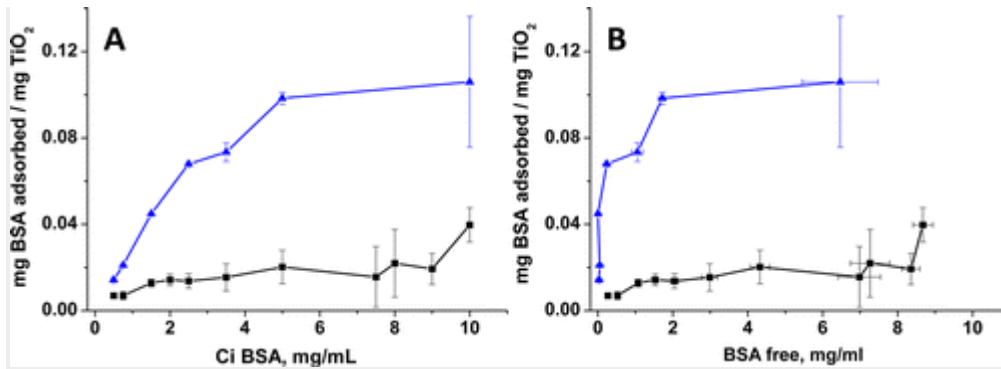 A
mg BSA adsorbed / mg TiO₂
0.12
0.08
0.04
0.00
0 2 4 6 8 10
Ci BSA, mg/mL
B
mg BSA adsorbed / mg TiO₂
0.12
0.08
0.04
0.00
0 2 4 6 8 10
BSA free, mg/ml